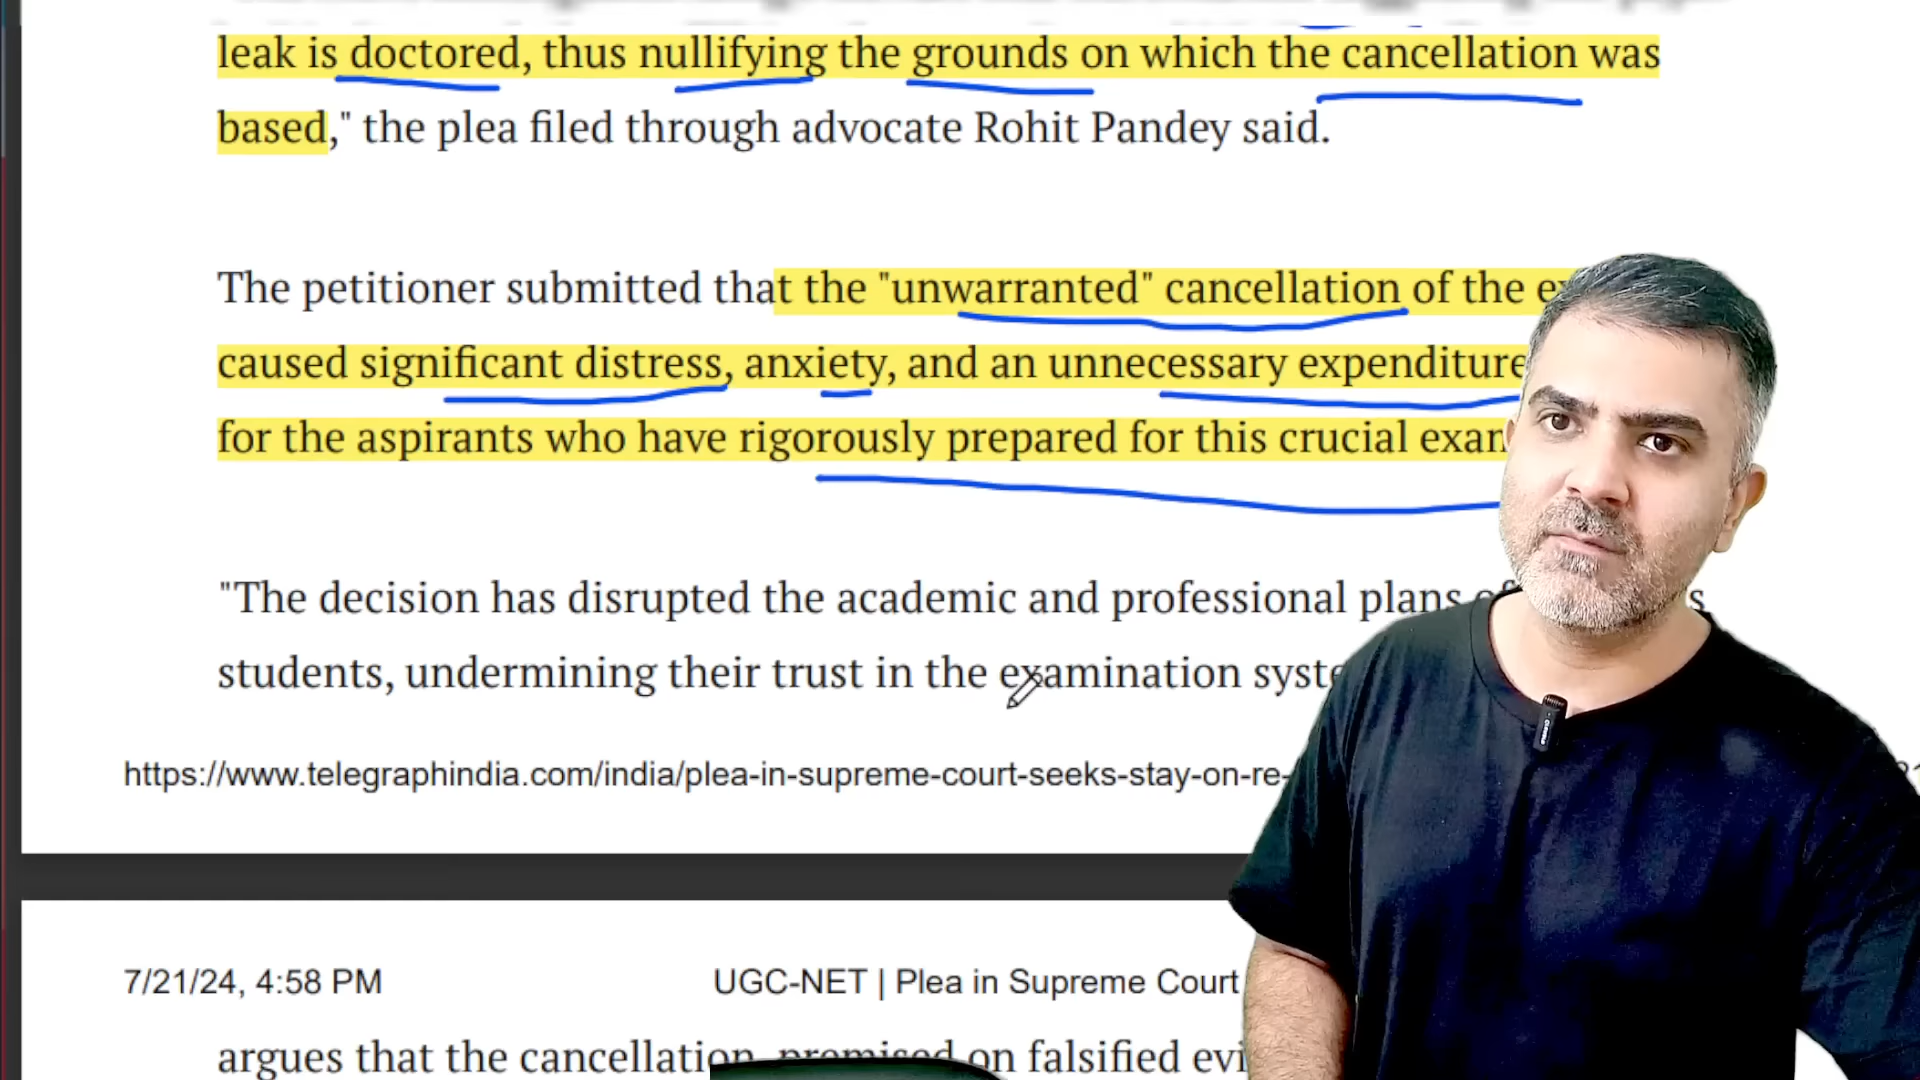 leak is doctored, thus nullifying the grounds on which the cancellation was
based," the plea filed through advocate Rohit Pandey said.
The petitioner submitted that the "unwarranted" cancellation of the
caused significant distress, anxiety, and an unnecessary expenditure
for the aspirants who have rigorously prepared for this crucial
"The decision has disrupted the academic and professional plans
students, undermining their trust in the examination
https://www.telegraphindia.com/india/plea-in-supreme-court-seeks-stay-on-re-
7/21/24, 4:58 PM UGC-NET | Plea in Supreme Court
argues that the cancellation, premised on falsified